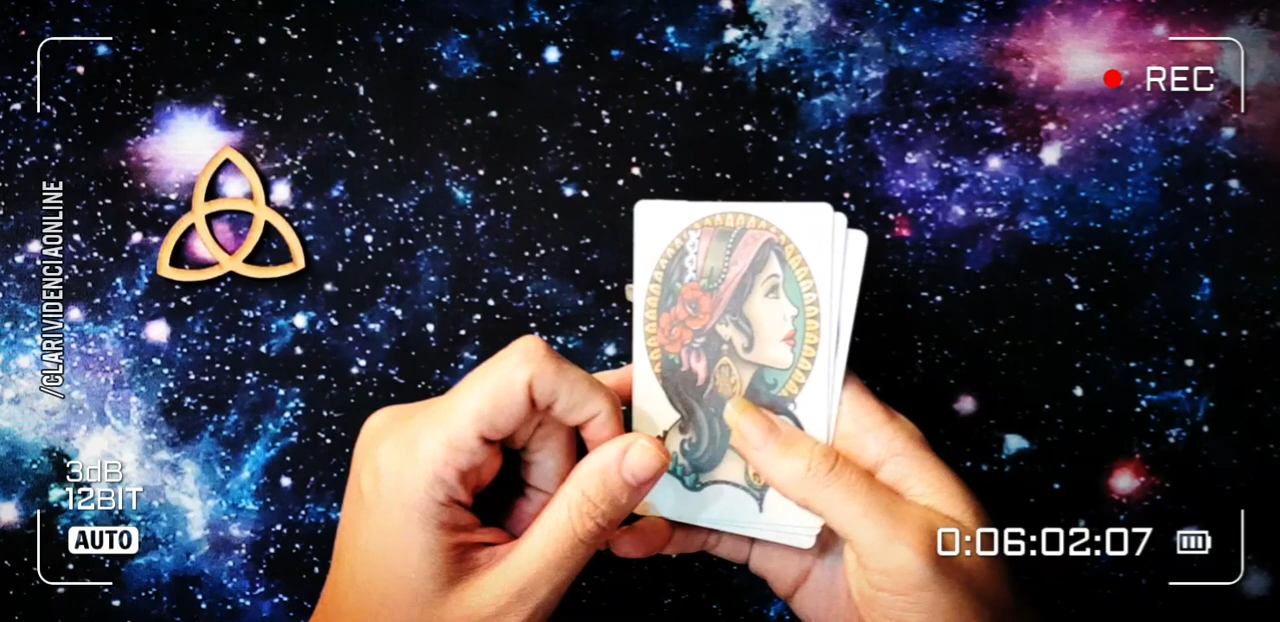 REC
/CLARIVIDENCIAONLINE
3dB
12BIT
AUTO
0:06:02:07